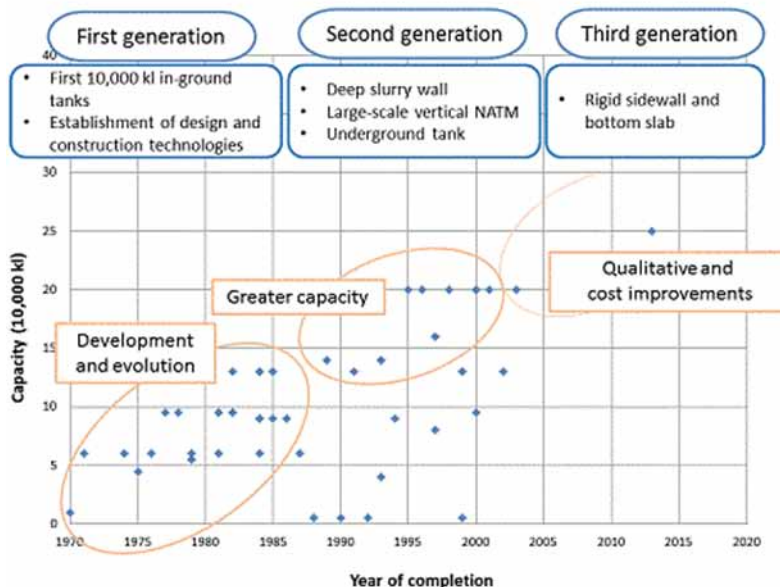 First generation
Second generation
Third generation
• First 10,000 kl in-ground
tanks
• Establishment of design and
construction technologies
• Deep slurry wall
• Large-scale vertical NATM
• Underground tank
• Rigid sidewall and
bottom slab
40
30
25
20
15
10
5
0
Capacity (10,000 kl)
Development
and evolution
Greater capacity
Qualitative and
cost improvements
1970 1975 1980 1985 1990 1995 2000 2005 2010 2015 2020
Year of completion